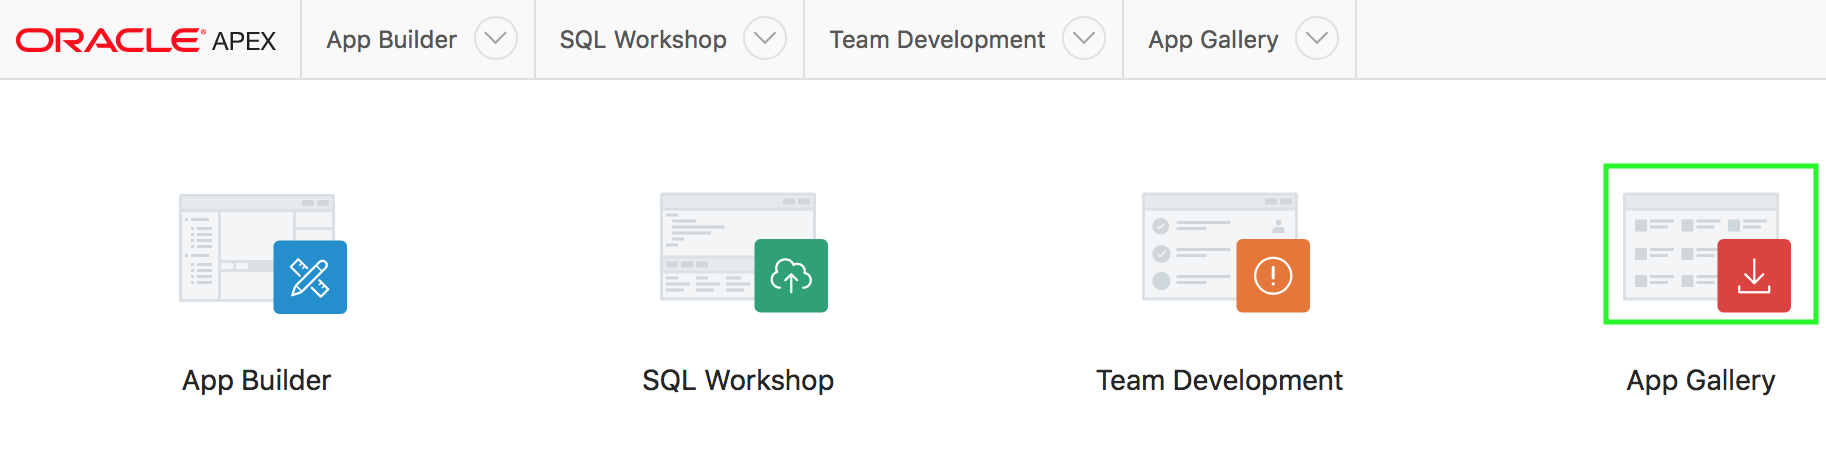 ORACLE® APEX App Builder SQL Workshop Team Development App Gallery
App Builder SQL Workshop Team Development App Gallery